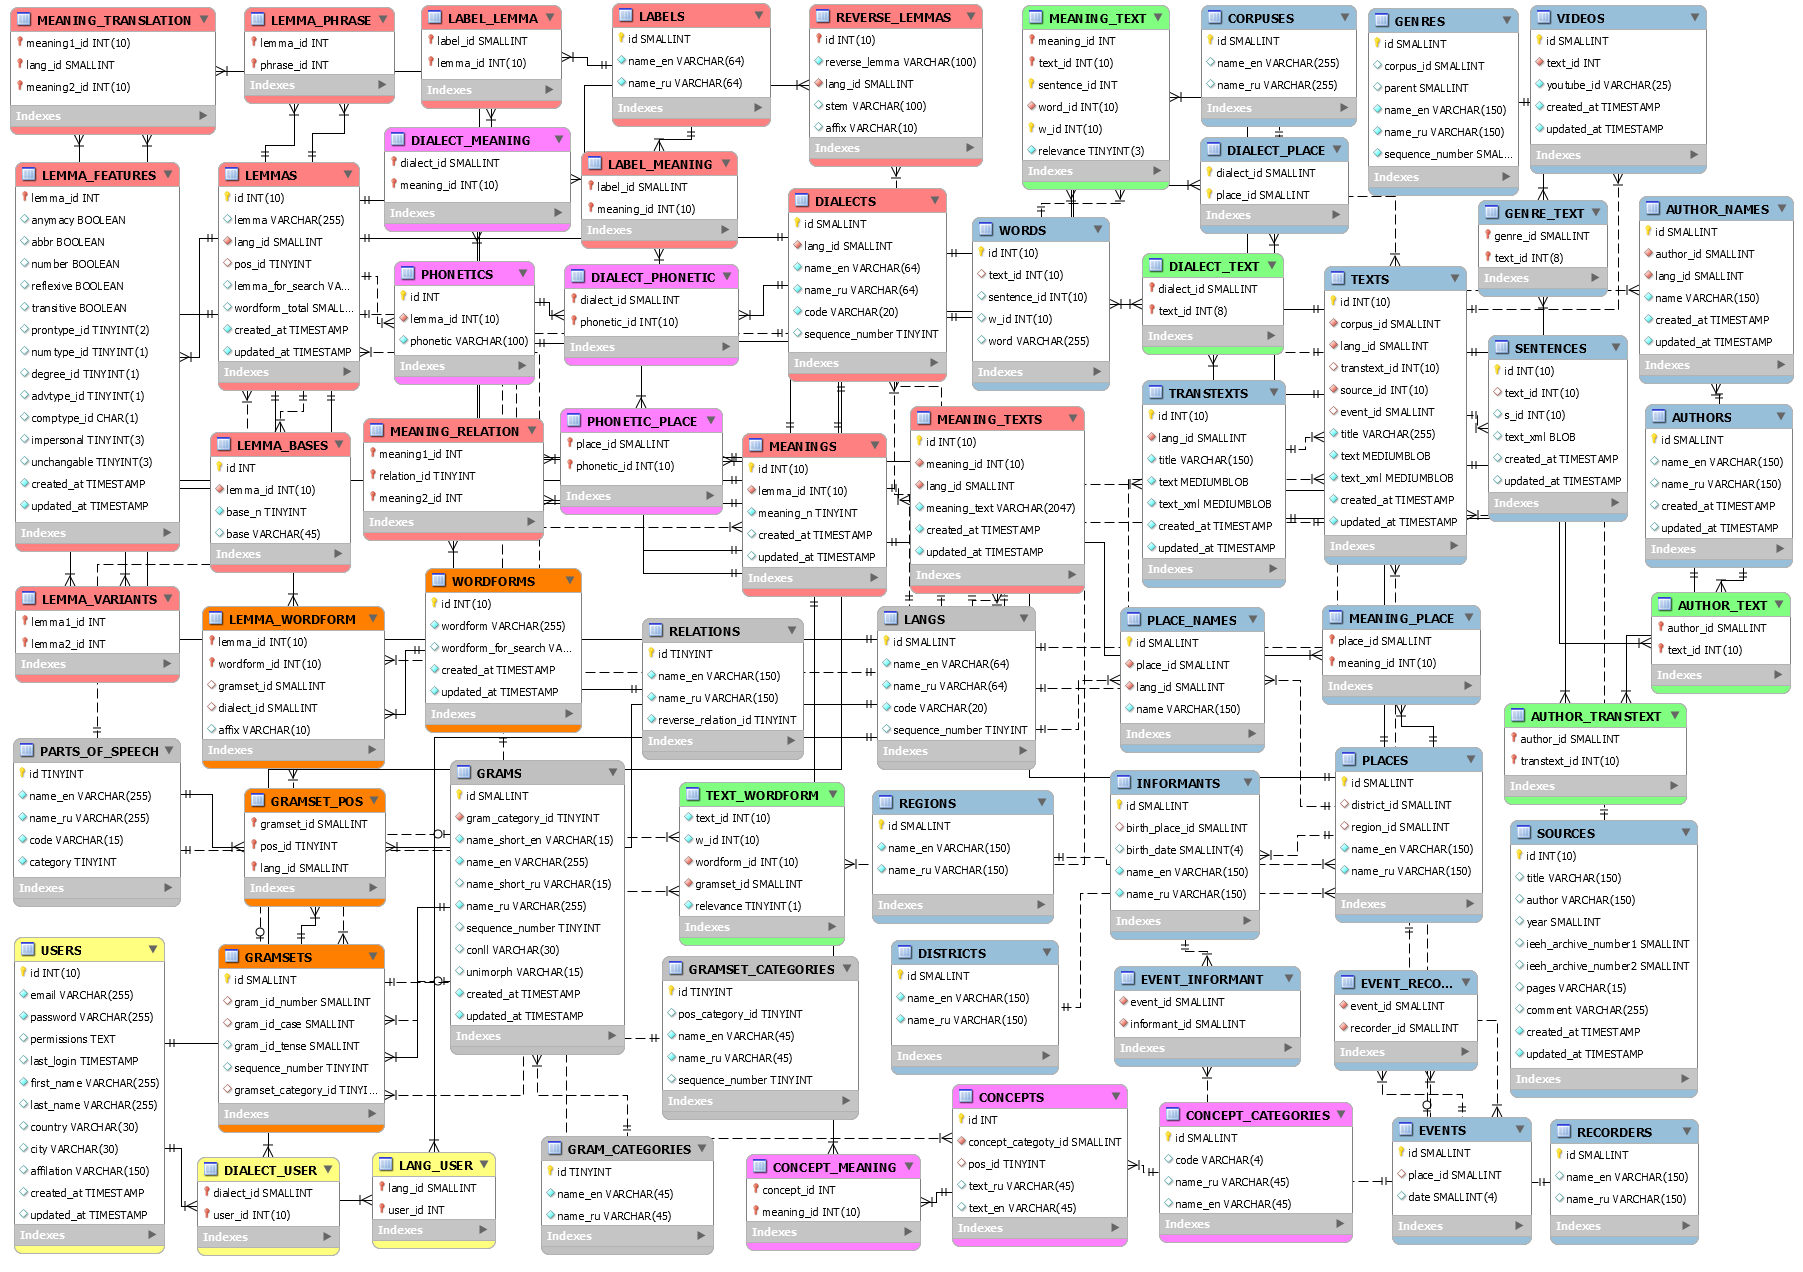 MEANING_TRANSLATION
meaning1_id INT(10)
lang_id SMALLINT
meaning2_id INT(10)
Indexes
LEMMA_PHRASE
lemma_id INT
phrase_id INT
Indexes
LABEL_LEMMA
label_id SMALLINT
lemma_id INT(10)
Indexes
LABELS
id SMALLINT
name_en VARCHAR(64)
name_ru VARCHAR(64)
Indexes
REVERSE_LEMMAS
id INT(10)
reverse_lemma VARCHAR(100)
lang_id SMALLINT
stem VARCHAR(100)
affix VARCHAR(10)
Indexes
MEANING_TEXT
meaning_id INT
text_id INT(10)
sentence_id INT
word_id INT(10)
w_id INT(10)
relevance TINYINT(3)
Indexes
CORPUSES
id SMALLINT
name_en VARCHAR(255)
name_ru VARCHAR(255)
Indexes
GENRES
id SMALLINT
corpus_id SMALLINT
parent SMALLINT
name_en VARCHAR(150)
name_ru VARCHAR(150)
sequence_number SMAL...
Indexes
VIDEOS
id SMALLINT
text_id INT
youtube_id VARCHAR(25)
created_at TIMESTAMP
updated_at TIMESTAMP
Indexes
LEMMA_FEATURES
lemma_id INT
anymacy BOOLEAN
abbr BOOLEAN
number BOOLEAN
reflexive BOOLEAN
transitive BOOLEAN
prontype_id TINYINT(2)
numtype_id TINYINT(1)
degree_id TINYINT(1)
advtype_id TINYINT(1)
comptype_id CHAR(1)
impersonal TINYINT(3)
unchangable TINYINT(3)
created_at TIMESTAMP
updated_at TIMESTAMP
Indexes
LEMMAS
id INT(10)
lemma VARCHAR(255)
lang_id SMALLINT
pos_id TINYINT
lemma_for_search VA...
wordform_total SMALL...
created_at TIMESTAMP
updated_at TIMESTAMP
Indexes
DIALECT_MEANING
dialect_id SMALLINT
meaning_id INT(10)
Indexes
LABEL_MEANING
label_id SMALLINT
meaning_id INT(10)
Indexes
DIALECTS
id SMALLINT
lang_id SMALLINT
name_en VARCHAR(64)
name_ru VARCHAR(64)
code VARCHAR(20)
sequence_number TINYINT
Indexes
DIALECT_PLACE
dialect_id SMALLINT
place_id SMALLINT
Indexes
WORDS
id INT(10)
text_id INT(10)
sentence_id INT(10)
w_id INT(10)
word VARCHAR(255)
Indexes
GENRE_TEXT
genre_id SMALLINT
text_id INT(8)
Indexes
AUTHOR_NAMES
id SMALLINT
author_id SMALLINT
lang_id SMALLINT
name VARCHAR(150)
created_at TIMESTAMP
updated_at TIMESTAMP
Indexes
PHONETICS
id INT
lemma_id INT(10)
phonetic VARCHAR(100)
Indexes
DIALECT_PHONETIC
dialect_id SMALLINT
phonetic_id INT(10)
Indexes
DIALECT_TEXT
dialect_id SMALLINT
text_id INT(8)
Indexes
TEXTS
id INT(10)
corpus_id SMALLINT
lang_id SMALLINT
transtext_id INT(10)
source_id INT(10)
event_id SMALLINT
title VARCHAR(255)
text MEDIUMBLOB
text_xml MEDIUMBLOB
created_at TIMESTAMP
updated_at TIMESTAMP
Indexes
SENTENCES
id INT(10)
text_id INT(10)
s_id INT(10)
text_xml BLOB
created_at TIMESTAMP
updated_at TIMESTAMP
Indexes
TRANSTEXTS
id INT(10)
lang_id SMALLINT
title VARCHAR(150)
text MEDIUMBLOB
text_xml MEDIUMBLOB
created_at TIMESTAMP
updated_at TIMESTAMP
Indexes
AUTHORS
id SMALLINT
name_en VARCHAR(150)
name_ru VARCHAR(150)
created_at TIMESTAMP
updated_at TIMESTAMP
Indexes
LEMMA_BASES
id INT
lemma_id INT(10)
base_n TINYINT
base VARCHAR(45)
Indexes
MEANING_RELATION
meaning1_id INT
relation_id TINYINT
meaning2_id INT
Indexes
PHONETIC_PLACE
place_id SMALLINT
phonetic_id INT(10)
Indexes
MEANINGS
id INT(10)
lemma_id INT(10)
meaning_n TINYINT
created_at TIMESTAMP
updated_at TIMESTAMP
Indexes
MEANING_TEXTS
id INT(10)
meaning_id INT(10)
lang_id SMALLINT
meaning_text VARCHAR(2047)
created_at TIMESTAMP
updated_at TIMESTAMP
Indexes
LEMMA_VARIANTS
lemma1_id INT
lemma2_id INT
Indexes
LEMMA_WORDFORM
lemma_id INT(10)
wordform_id INT(10)
gramset_id SMALLINT
dialect_id SMALLINT
affix VARCHAR(10)
Indexes
WORDFORMS
id INT(10)
wordform VARCHAR(255)
wordform_for_search VA...
created_at TIMESTAMP
updated_at TIMESTAMP
Indexes
RELATIONS
id TINYINT
name_en VARCHAR(150)
name_ru VARCHAR(150)
reverse_relation_id TINYINT
Indexes
LANGS
id SMALLINT
name_en VARCHAR(64)
name_ru VARCHAR(64)
code VARCHAR(20)
sequence_number TINYINT
Indexes
PLACE_NAMES
id SMALLINT
place_id SMALLINT
lang_id SMALLINT
name VARCHAR(150)
Indexes
MEANING_PLACE
place_id SMALLINT
meaning_id INT(10)
Indexes
AUTHOR_TEXT
author_id SMALLINT
text_id INT(10)
Indexes
AUTHOR_TRANSTEXT
author_id SMALLINT
transtext_id INT(10)
Indexes
PARTS_OF_SPEECH
id TINYINT
name_en VARCHAR(255)
name_ru VARCHAR(255)
code VARCHAR(15)
category TINYINT
Indexes
GRAMSET_POS
gramset_id SMALLINT
pos_id TINYINT
lang_id SMALLINT
Indexes
GRAMS
id SMALLINT
gram_category_id TINYINT
name_short_en VARCHAR(15)
name_en VARCHAR(255)
name_short_ru VARCHAR(15)
name_ru VARCHAR(255)
sequence_number TINYINT
conll VARCHAR(30)
unimorph VARCHAR(15)
created_at TIMESTAMP
updated_at TIMESTAMP
Indexes
TEXT_WORDFORM
text_id INT(10)
w_id INT(10)
wordform_id INT(10)
gramset_id SMALLINT
relevance TINYINT(1)
Indexes
REGIONS
id SMALLINT
name_en VARCHAR(150)
name_ru VARCHAR(150)
Indexes
INFORMANTS
id SMALLINT
birth_place_id SMALLINT
birth_date SMALLINT(4)
name_en VARCHAR(150)
name_ru VARCHAR(150)
Indexes
PLACES
id SMALLINT
district_id SMALLINT
region_id SMALLINT
name_en VARCHAR(150)
name_ru VARCHAR(150)
Indexes
SOURCES
id INT(10)
title VARCHAR(150)
author VARCHAR(150)
year SMALLINT
ieeh_archive_number1 SMALLINT
ieeh_archive_number2 SMALLINT
pages VARCHAR(15)
comment VARCHAR(255)
created_at TIMESTAMP
updated_at TIMESTAMP
Indexes
USERS
id INT(10)
email VARCHAR(255)
password VARCHAR(255)
permissions TEXT
last_login TIMESTAMP
first_name VARCHAR(255)
last_name VARCHAR(255)
country VARCHAR(30)
city VARCHAR(30)
affilation VARCHAR(150)
created_at TIMESTAMP
updated_at TIMESTAMP
Indexes
GRAMSETS
id SMALLINT
gram_id_number SMALLINT
gram_id_case SMALLINT
gram_id_tense SMALLINT
sequence_number TINYINT
gramset_category_id TINYI...
Indexes
GRAMSET_CATEGORIES
id TINYINT
pos_category_id TINYINT
name_en VARCHAR(45)
name_ru VARCHAR(45)
sequence_number TINYINT
Indexes
DISTRICTS
id SMALLINT
name_en VARCHAR(150)
name_ru VARCHAR(150)
Indexes
EVENT_INFORMANT
event_id SMALLINT
informant_id SMALLINT
Indexes
EVENT_RECO...
event_id SMALLINT
recorder_id SMALLINT
Indexes
DIALECT_USER
dialect_id SMALLINT
user_id INT(10)
Indexes
LANG_USER
lang_id SMALLINT
user_id INT
Indexes
GRAM_CATEGORIES
id TINYINT
name_en VARCHAR(45)
name_ru VARCHAR(45)
Indexes
CONCEPT_MEANING
concept_id INT
meaning_id INT(10)
Indexes
CONCEPTS
id INT
concept_categoty_id SMALLINT
pos_id TINYINT
text_ru VARCHAR(45)
text_en VARCHAR(45)
Indexes
CONCEPT_CATEGORIES
id SMALLINT
code VARCHAR(4)
name_ru VARCHAR(45)
name_en VARCHAR(45)
Indexes
EVENTS
id SMALLINT
place_id SMALLINT
date SMALLINT(4)
Indexes
RECORDERS
id SMALLINT
name_en VARCHAR(150)
name_ru VARCHAR(150)
Indexes